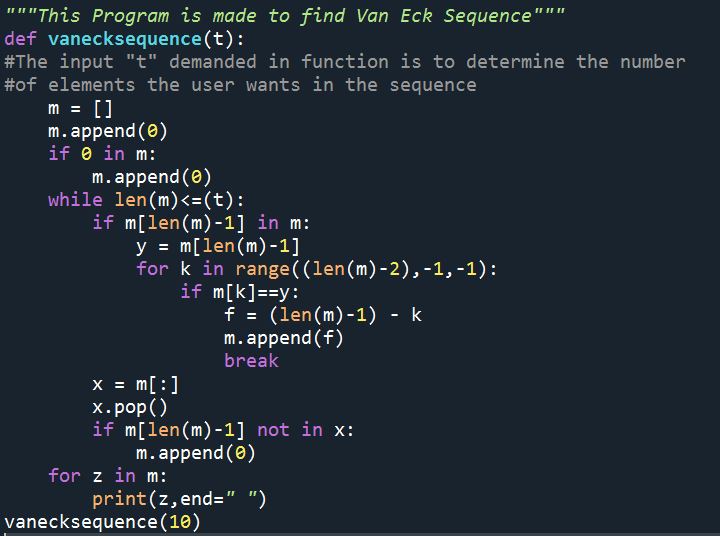 """This Program is made to find Van Eck Sequence"""
def vanecksequence(t):
#The input "t" demanded in function is to determine the number
#of elements the user wants in the sequence
    m = []
    m.append(0)
    if 0 in m:
        m.append(0)
    while len(m)<=(t):
        if m[len(m)-1] in m:
            y = m[len(m)-1]
            for k in range((len(m)-2),-1,-1):
                if m[k]==y:
                    f = (len(m)-1) - k
                    m.append(f)
                    break
        x = m[:]
        x.pop()
        if m[len(m)-1] not in x:
            m.append(0)
    for z in m:
        print(z,end=" ")
vanecksequence(10)